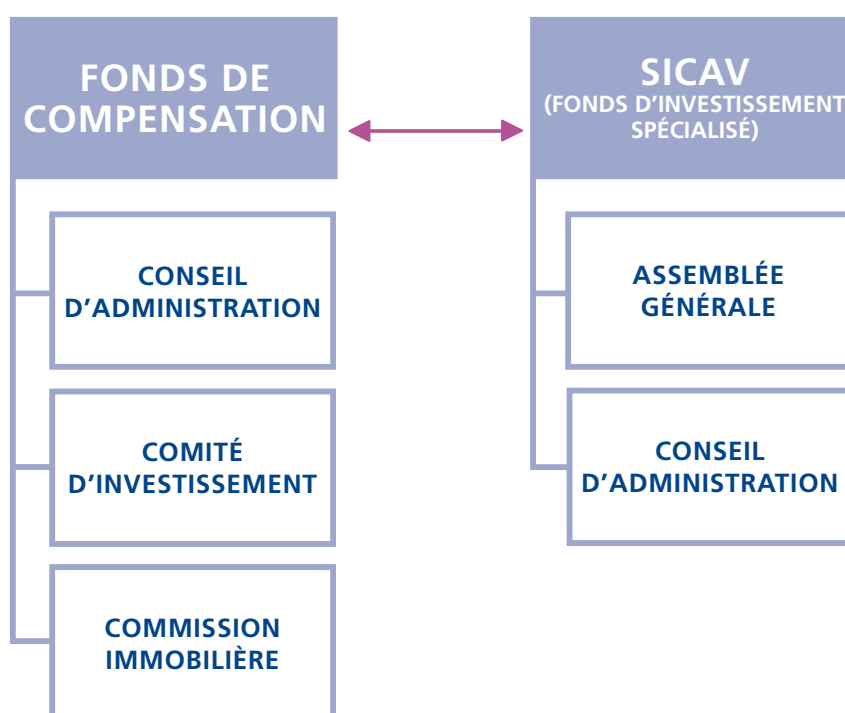 FONDS DE
COMPENSATION
CONSEIL
D’ADMINISTRATION
COMITÉ
D’INVESTISSEMENT
COMMISSION
IMMOBILIÈRE
SICAV
(FONDS D’INVESTISSEMENT
SPÉCIALISÉ)
ASSEMBLÉE
GÉNÉRALE
CONSEIL
D’ADMINISTRATION